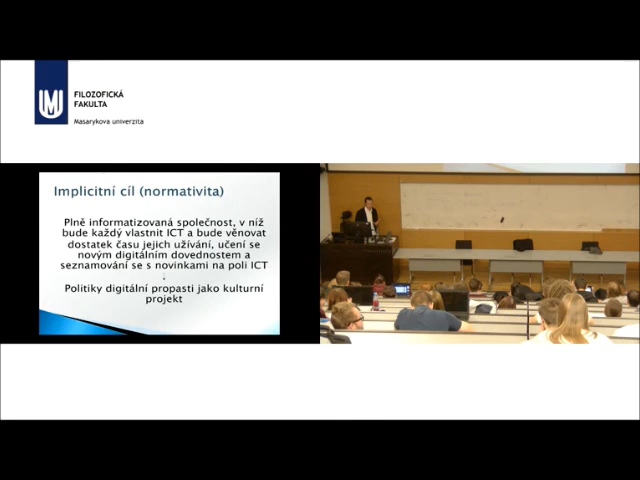 FILOZOFICKÁ
FAKULTA
Masarykova univerzita
Implicitní cíl (normativita)
Plně informatizovaná společnost, v níž
bude každý vlastnit ICT a bude věnovat
dostatek času jejich užívání, učení se
novým digitálním dovednostem a
seznamování se s novinkami na poli ICT
↓
Politiky digitální propasti jako kulturní
projekt